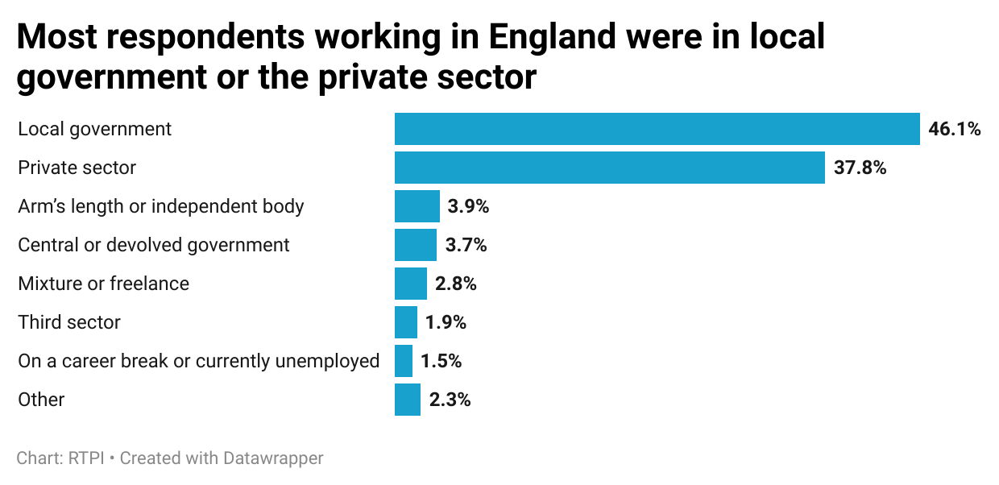 Most respondents working in England were in local
government or the private sector
Local government 46.1%
Private sector 37.8%
Arm’s length or independent body 3.9%
Central or devolved government 3.7%
Mixture or freelance 2.8%
Third sector 1.9%
On a career break or currently unemployed 1.5%
Other 2.3%
Chart: RTPI • Created with Datawrapper